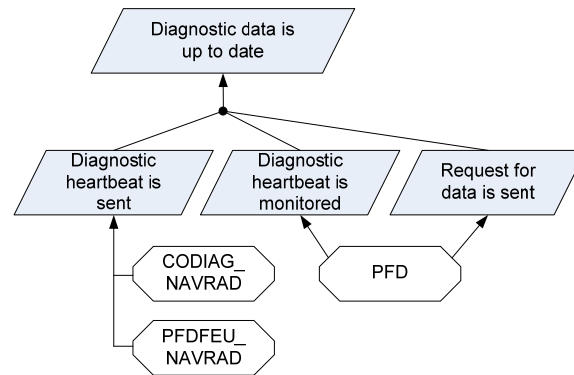 Diagnostic data is
up to date
Diagnostic
heartbeat is
sent
Diagnostic
heartbeat is
monitored
Request for
data is sent
CODIAG_
NAVRAD
PFD
PFDFEU_
NAVRAD